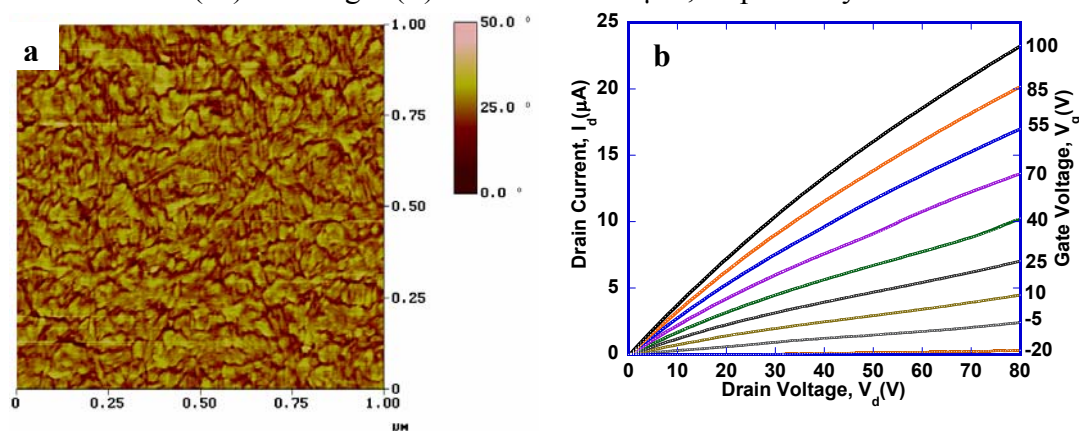 a
50.0 °
25.0 °
0.0 °
1.00
0.75
0.50
0.25
0
0 0.25 0.50 0.75 1.00
μM
b
Drain Current, I_d(μA)
25
20
15
10
5
0
0 10 20 30 40 50 60 70 80
Drain Voltage, V_d(V)
100
85
55
70
40
25
10
-5
-20
Gate Voltage, V_g(V)